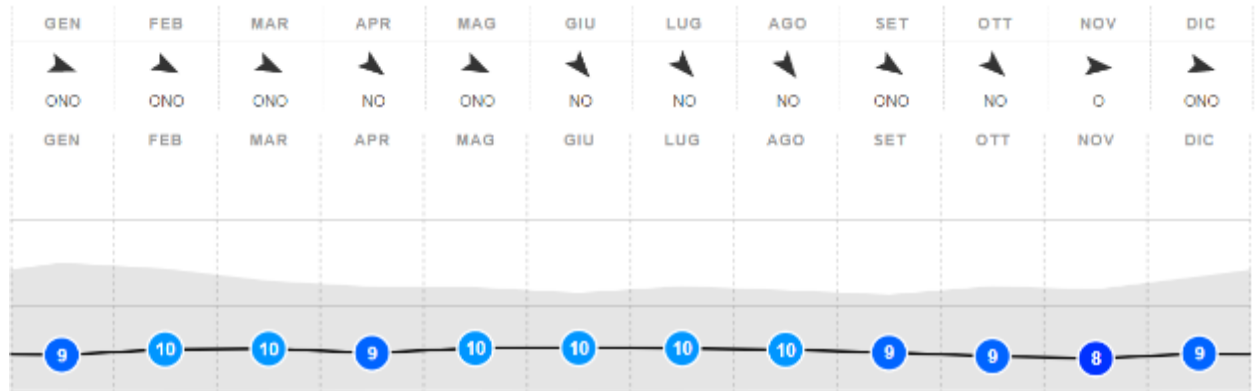 GEN FEB MAR APR MAG GIU LUG AGO SET OTT NOV DIC
ONO ONO ONO NO ONO NO NO NO ONO NO O ONO
GEN FEB MAR APR MAG GIU LUG AGO SET OTT NOV DIC
9 10 10 9 10 10 10 10 9 9 8 9